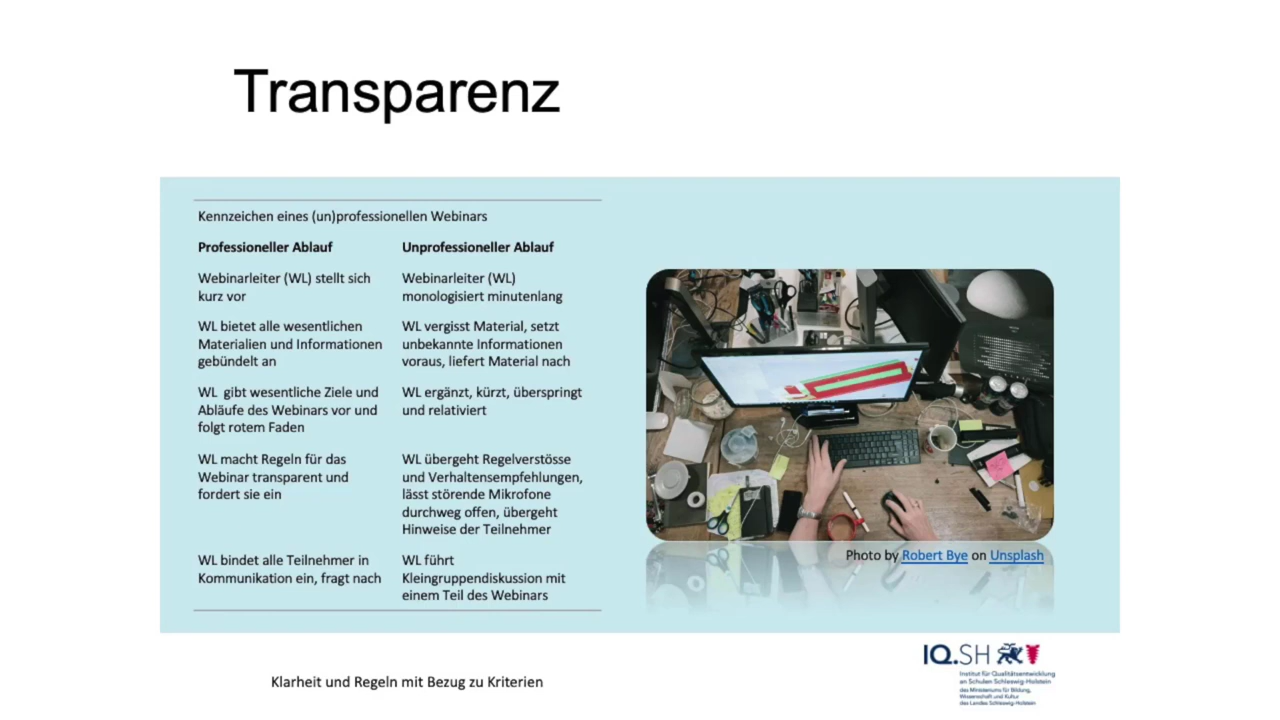 Transparenz
Kennzeichen eines (un)professionellen Webinars
Professioneller Ablauf
Unprofessioneller Ablauf
Webinarleiter (WL) stellt sich
kurz vor
Webinarleiter (WL)
monologisiert minutenlang
WL bietet alle wesentlichen
Materialien und Informationen
gebündelt an
WL vergisst Material, setzt
unbekannte Informationen
voraus, liefert Material nach
WL gibt wesentliche Ziele und
Abläufe des Webinars vor und
folgt rotem Faden
WL ergänzt, kürzt, überspringt
und relativiert
WL macht Regeln für das
Webinar transparent und
fordert sie ein
WL übergeht Regelverstösse
und Verhaltensempfehlungen,
lässt störende Mikrofone
durchweg offen, übergeht
Hinweise der Teilnehmer
WL bindet alle Teilnehmer in
Kommunikation ein, fragt nach
WL führt
Kleingruppendiskussion mit
einem Teil des Webinars
Photo by Robert Bye on Unsplash
Klarheit und Regeln mit Bezug zu Kriterien
IQ.SH
Institut für Qualitätsentwicklung
an Schulen Schleswig-Holstein
des Ministeriums für Bildung,
Wissenschaft und Kultur
des Landes Schleswig-Holstein